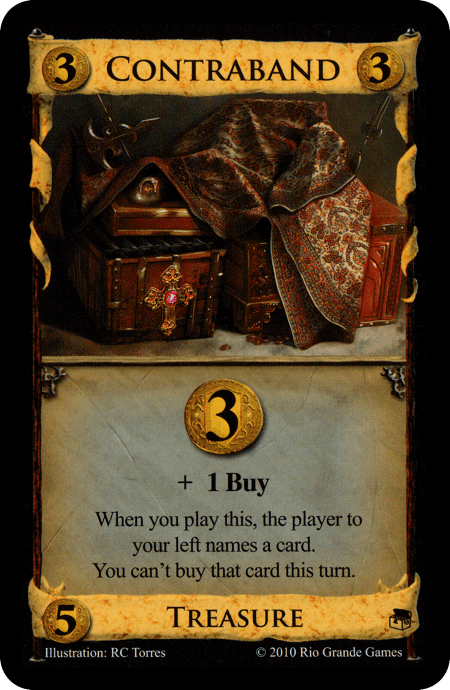 3 CONTRABAND 3
3
+ 1 Buy
When you play this, the player to
your left names a card.
You can't buy that card this turn.
5 TREASURE
Illustration: RC Torres © 2010 Rio Grande Games